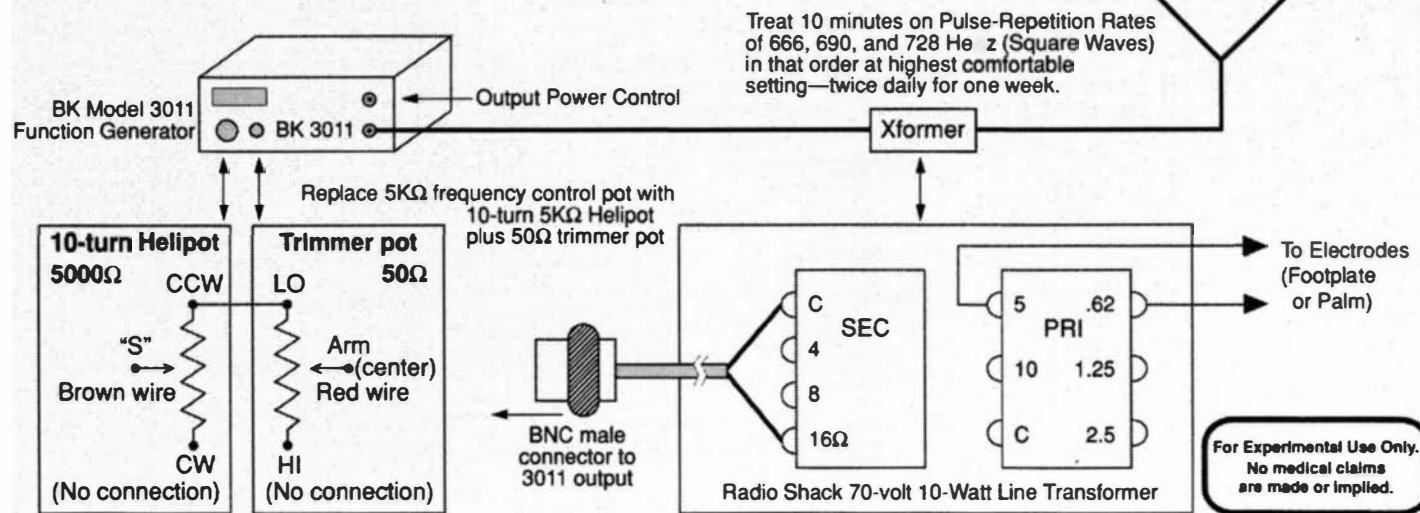 Treat 10 minutes on Pulse-Repetition Rates
of 666, 690, and 728 He z (Square Waves)
in that order at highest comfortable
setting—twice daily for one week.
BK Model 3011
Function Generator
BK 3011
Output Power Control
Xformer
Replace 5KΩ frequency control pot with
10-turn 5KΩ Helipot
plus 50Ω trimmer pot
10-turn Helipot
5000Ω
CCW
"S"
Brown wire
CW
(No connection)
Trimmer pot
50Ω
LO
Arm
(center)
Red wire
HI
(No connection)
BNC male
connector to
3011 output
C
4
8
16Ω
SEC
5
10
C
PRI
.62
1.25
2.5
Radio Shack 70-volt 10-Watt Line Transformer
To Electrodes
(Footplate
or Palm)
For Experimental Use Only.
No medical claims
are made or implied.